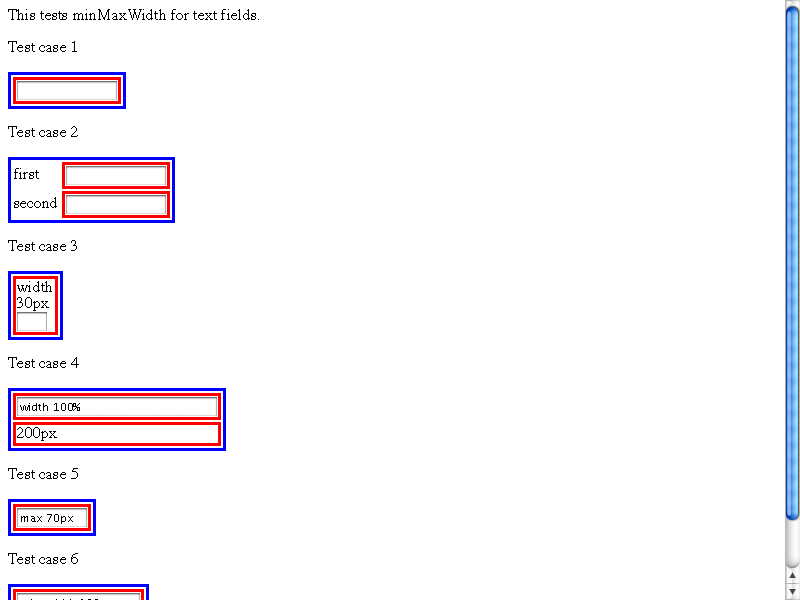 This tests minMaxWidth for text fields.
Test case 1
Test case 2
first
second
Test case 3
width
30px
Test case 4
width 100%
200px
Test case 5
max 70px
Test case 6